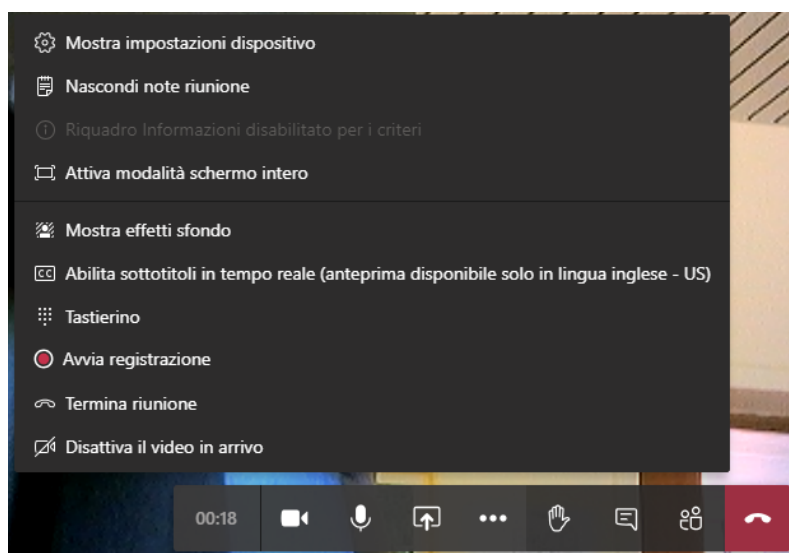 Mostra impostazioni dispositivo
Nascondi note riunione
Riquadro Informazioni disabilitato per i criteri
Attiva modalità schermo intero
Mostra effetti sfondo
CC Abilita sottotitoli in tempo reale (anteprima disponibile solo in lingua inglese - US)
Tastierino
Avvia registrazione
Termina riunione
Disattiva il video in arrivo
00:18